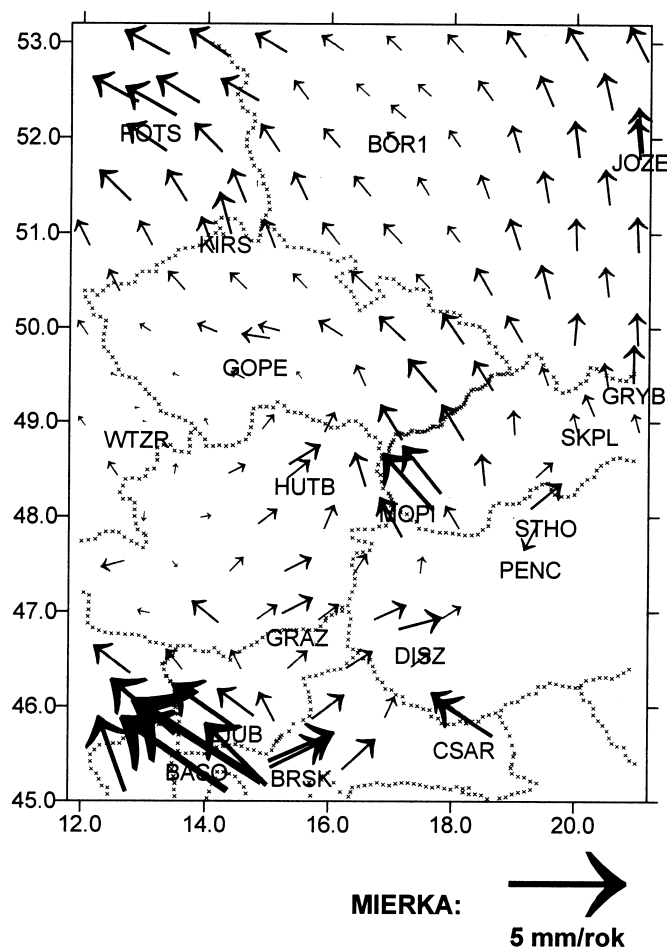 53.0
52.0
51.0
50.0
49.0
48.0
47.0
46.0
45.0
POTS
BOR1
JOZE
KIRS
GOPE
GRYB
WTZR
SKPL
HUTB
MOPI
STHO
PENC
GRAZ
DISZ
LJUB
CSAR
BASO
BRSK
12.0 14.0 16.0 18.0 20.0
MIERKA:
5 mm/rok